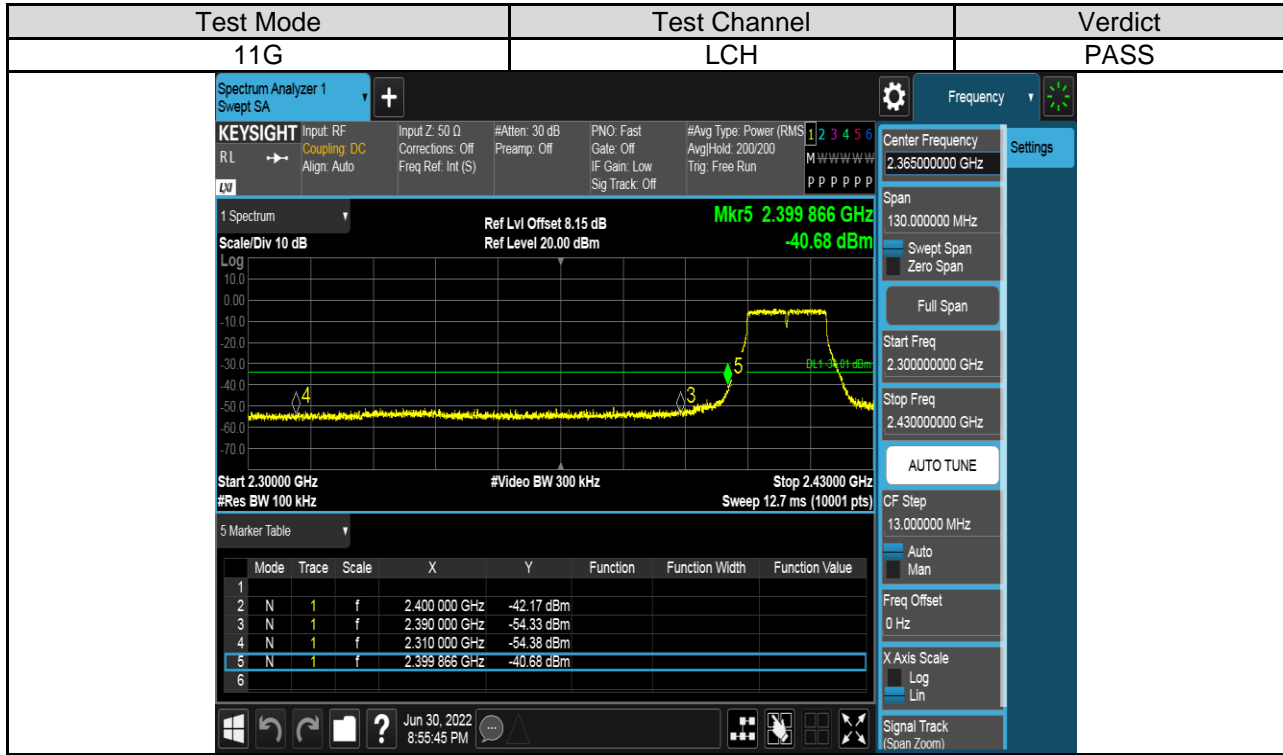 Test Mode Test Channel Verdict
11G LCH PASS
Spectrum Analyzer 1
Swept SA
+
Frequency
KEYSIGHT
RL
LXI
Input: RF
Coupling: DC
Align: Auto
Input Z: 50 Ω
Corrections: Off
Freq Ref: Int (S)
#Atten: 30 dB
Preamp: Off
PNO: Fast
Gate: Off
IF Gain: Low
Sig Track: Off
#Avg Type: Power (RMS
Avg|Hold: 200/200
Trig: Free Run
1 2 3 4 5 6
M W W W W W
P P P P P P
1 Spectrum
Scale/Div 10 dB
Ref Lvl Offset 8.15 dB
Ref Level 20.00 dBm
Mkr5 2.399 866 GHz
-40.68 dBm
Log
10.0
0.00
-10.0
-20.0
-30.0
-40.0
-50.0
-60.0
-70.0
4
3
5
DL1 -34.01 dBm
Start 2.30000 GHz #Video BW 300 kHz Stop 2.43000 GHz
#Res BW 100 kHz Sweep 12.7 ms (10001 pts)
5 Marker Table
Mode Trace Scale X Y Function Function Width Function Value
1
2 N 1 f 2.400 000 GHz -42.17 dBm
3 N 1 f 2.390 000 GHz -54.33 dBm
4 N 1 f 2.310 000 GHz -54.38 dBm
5 N 1 f 2.399 866 GHz -40.68 dBm
6
?
Jun 30, 2022
8:55:45 PM
Center Frequency
2.365000000 GHz
Settings
Span
130.000000 MHz
Swept Span
Zero Span
Full Span
Start Freq
2.300000000 GHz
Stop Freq
2.430000000 GHz
AUTO TUNE
CF Step
13.000000 MHz
Auto
Man
Freq Offset
0 Hz
X Axis Scale
Log
Lin
Signal Track
(Span Zoom)